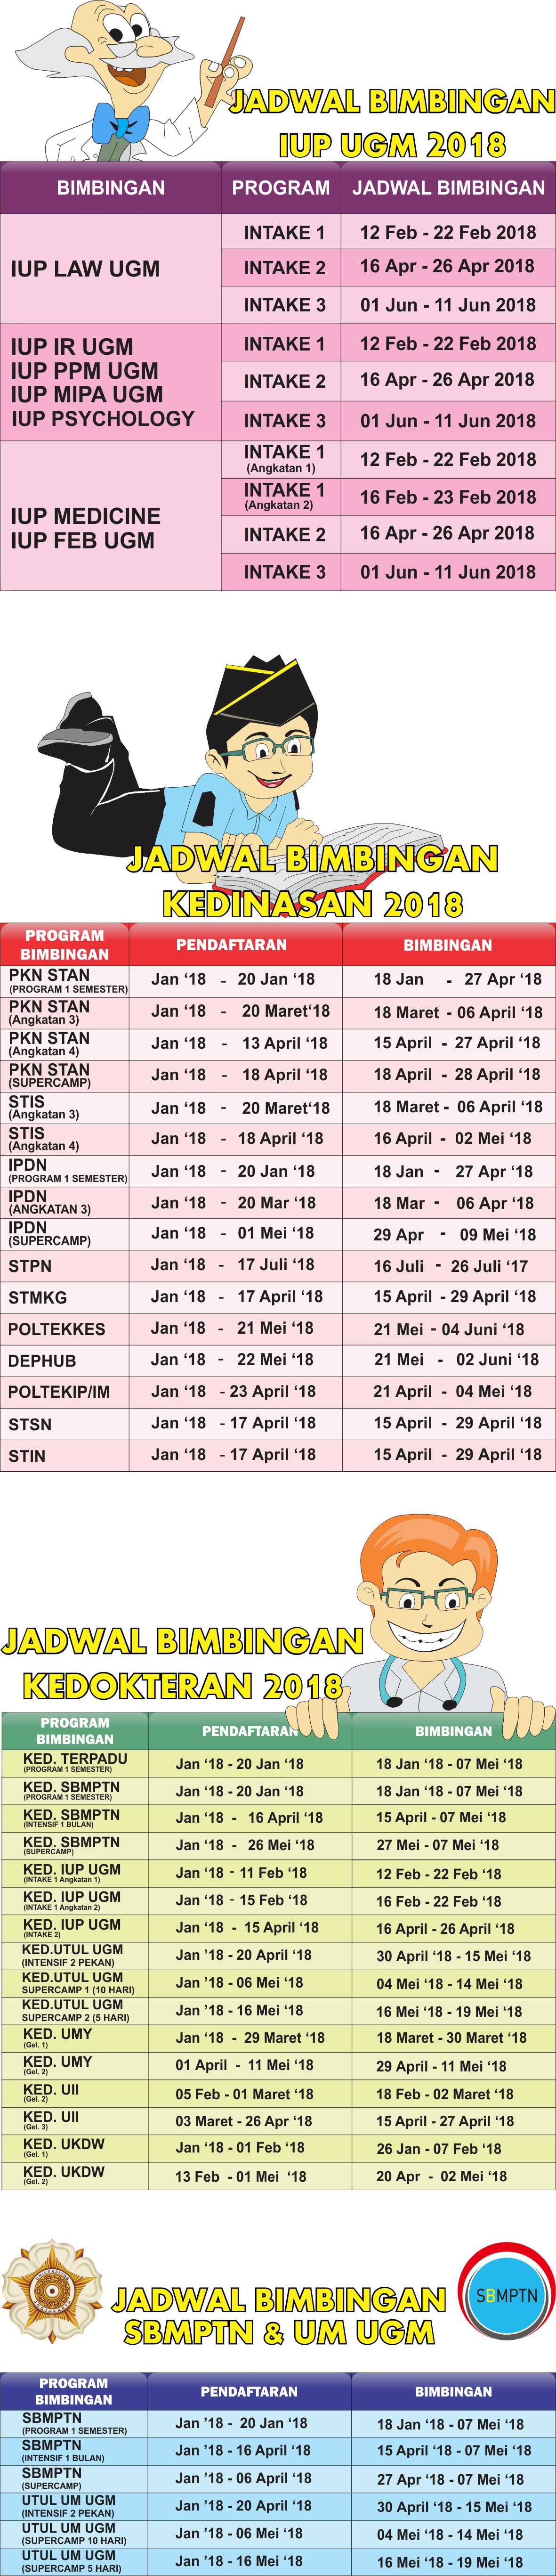 JADWAL BIMBINGAN
IUP UGM 2018
BIMBINGAN PROGRAM JADWAL BIMBINGAN
IUP LAW UGM
INTAKE 1 12 Feb - 22 Feb 2018
INTAKE 2 16 Apr - 26 Apr 2018
INTAKE 3 01 Jun - 11 Jun 2018
IUP IR UGM
IUP PPM UGM
IUP MIPA UGM
IUP PSYCHOLOGY
INTAKE 1 12 Feb - 22 Feb 2018
INTAKE 2 16 Apr - 26 Apr 2018
INTAKE 3 01 Jun - 11 Jun 2018
IUP MEDICINE
IUP FEB UGM
INTAKE 1 12 Feb - 22 Feb 2018
(Angkatan 1)
INTAKE 1 16 Feb - 23 Feb 2018
(Angkatan 2)
INTAKE 2 16 Apr - 26 Apr 2018
INTAKE 3 01 Jun - 11 Jun 2018
JADWAL BIMBINGAN
KEDINASAN 2018
PROGRAM
BIMBINGAN PENDAFTARAN BIMBINGAN
PKN STAN Jan ‘18 - 20 Jan ‘18 18 Jan - 27 Apr ‘18
(PROGRAM 1 SEMESTER)
PKN STAN Jan ‘18 - 20 Maret‘18 18 Maret - 06 April ‘18
(Angkatan 3)
PKN STAN Jan ‘18 - 13 April ‘18 15 April - 27 April ‘18
(Angkatan 4)
PKN STAN Jan ‘18 - 18 April ‘18 18 April - 28 April ‘18
(SUPERCAMP)
STIS Jan ‘18 - 20 Maret‘18 18 Maret - 06 April ‘18
(Angkatan 3)
STIS Jan ‘18 - 18 April ‘18 16 April - 02 Mei ‘18
(Angkatan 4)
IPDN Jan ‘18 - 20 Jan ‘18 18 Jan - 27 Apr ‘18
(PROGRAM 1 SEMESTER)
IPDN Jan ‘18 - 20 Mar ‘18 18 Mar - 06 Apr ‘18
(ANGKATAN 3)
IPDN Jan ‘18 - 01 Mei ‘18 29 Apr - 09 Mei ‘18
(SUPERCAMP)
STPN Jan ‘18 - 17 Juli ‘18 16 Juli - 26 Juli ‘17
STMKG Jan ‘18 - 17 April ‘18 15 April - 29 April ‘18
POLTEKKES Jan ‘18 - 21 Mei ‘18 21 Mei - 04 Juni ‘18
DEPHUB Jan ‘18 - 22 Mei ‘18 21 Mei - 02 Juni ‘18
POLTEKIP/IM Jan ‘18 - 23 April ‘18 21 April - 04 Mei ‘18
STSN Jan ‘18 - 17 April ‘18 15 April - 29 April ‘18
STIN Jan ‘18 - 17 April ‘18 15 April - 29 April ‘18
JADWAL BIMBINGAN
KEDOKTERAN 2018
PROGRAM
BIMBINGAN PENDAFTARAN BIMBINGAN
KED. TERPADU Jan ‘18 - 20 Jan ‘18 18 Jan ‘18 - 07 Mei ‘18
(PROGRAM 1 SEMESTER)
KED. SBMPTN Jan ‘18 - 20 Jan ‘18 18 Jan ‘18 - 07 Mei ‘18
(PROGRAM 1 SEMESTER)
KED. SBMPTN Jan ‘18 - 16 April ‘18 15 April - 07 Mei ‘18
(INTENSIF 1 BULAN)
KED. SBMPTN Jan ‘18 - 26 Mei ‘18 27 Mei - 07 Mei ‘18
(SUPERCAMP)
KED. IUP UGM Jan ‘18 - 11 Feb ‘18 12 Feb - 22 Feb ‘18
(INTAKE 1 Angkatan 1)
KED. IUP UGM Jan ‘18 - 15 Feb ‘18 16 Feb - 22 Feb ‘18
(INTAKE 1 Angkatan 2)
KED. IUP UGM Jan ‘18 - 15 April ‘18 16 April - 26 April ‘18
(INTAKE 2)
KED.UTUL UGM Jan ’18 - 20 April ‘18 30 April ‘18 - 15 Mei ‘18
(INTENSIF 2 PEKAN)
KED.UTUL UGM Jan ’18 - 06 Mei ‘18 04 Mei ‘18 - 14 Mei ‘18
SUPERCAMP 1 (10 HARI)
KED.UTUL UGM Jan ’18 - 16 Mei ‘18 16 Mei ‘18 - 19 Mei ‘18
SUPERCAMP 2 (5 HARI)
KED. UMY Jan ‘18 - 29 Maret ‘18 18 Maret - 30 Maret ‘18
(Gel. 1)
KED. UMY 01 April - 11 Mei ‘18 29 April - 11 Mei ‘18
(Gel. 2)
KED. UII 05 Feb - 01 Maret ‘18 18 Feb - 02 Maret ‘18
(Gel. 2)
KED. UII 03 Maret - 26 Apr ‘18 15 April - 27 April ‘18
(Gel. 3)
KED. UKDW Jan ‘18 - 01 Feb ‘18 26 Jan - 07 Feb ‘18
(Gel. 1)
KED. UKDW 13 Feb - 01 Mei ‘18 20 Apr - 02 Mei ‘18
(Gel. 2)
JADWAL BIMBINGAN
SBMPTN & UM UGM
SBMPTN
PROGRAM
BIMBINGAN PENDAFTARAN BIMBINGAN
SBMPTN Jan ’18 - 20 Jan ‘18 18 Jan ‘18 - 07 Mei ‘18
(PROGRAM 1 SEMESTER)
SBMPTN Jan ’18 - 16 April ‘18 15 April ‘18 - 07 Mei ‘18
(INTENSIF 1 BULAN)
SBMPTN Jan ’18 - 06 April ‘18 27 Apr ‘18 - 07 Mei ‘18
(SUPERCAMP)
UTUL UM UGM Jan ’18 - 20 April ‘18 30 April ‘18 - 15 Mei ‘18
(INTENSIF 2 PEKAN)
UTUL UM UGM Jan ’18 - 06 Mei ‘18 04 Mei ‘18 - 14 Mei ‘18
(SUPERCAMP 10 HARI)
UTUL UM UGM Jan ’18 - 16 Mei ‘18 16 Mei ‘18 - 19 Mei ‘18
(SUPERCAMP 5 HARI)